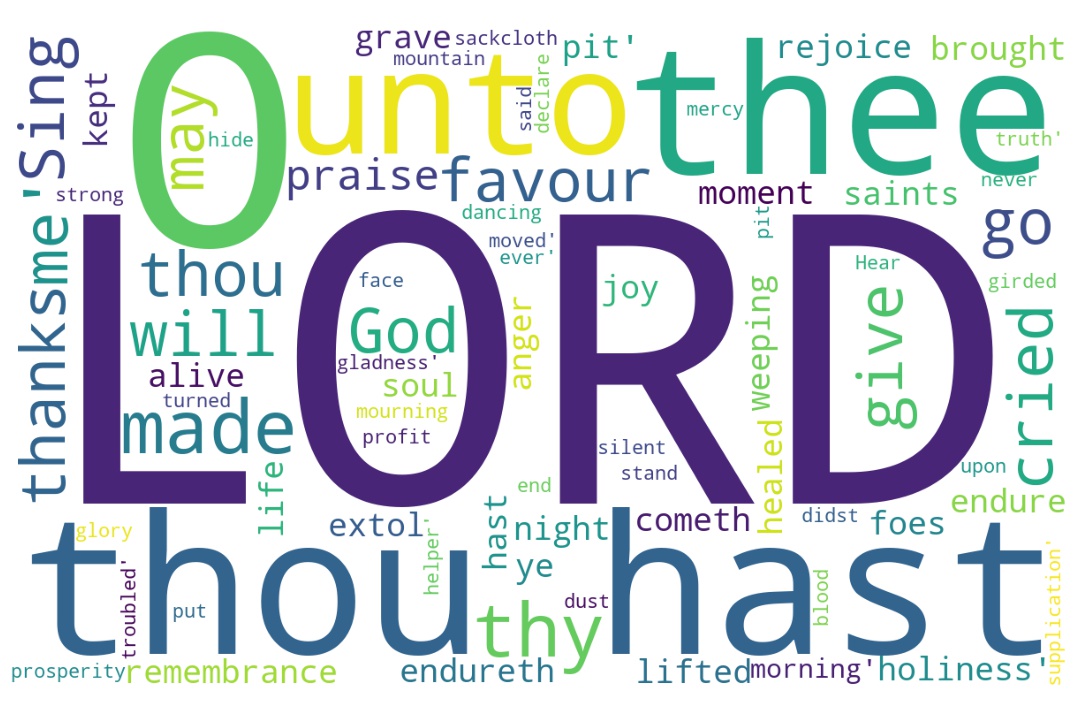 grave
sackcloth
mountain
pit'
rejoice
brought
'Sing
kept
O
may
hide
unto
said
declare
thee
mercy
truth'
strong
praise
favour
moment
saints
never
thanks
me
LORD
thou
dancing
moved'
ever'
pit
go
Hear
girded
face
joy
will
God
gladness'
anger
weeping
give
cried
alive
turned
soul
made
mourning
profit
silent
stand
healed
upon
life
end
endure
extol
hast
night
cometh
didst
foes
glory
thou hast
helper'
ye
troubled'
put
thy
dust
blood
supplication'
prosperity
remembrance
endureth
lifted
morning'
holiness'